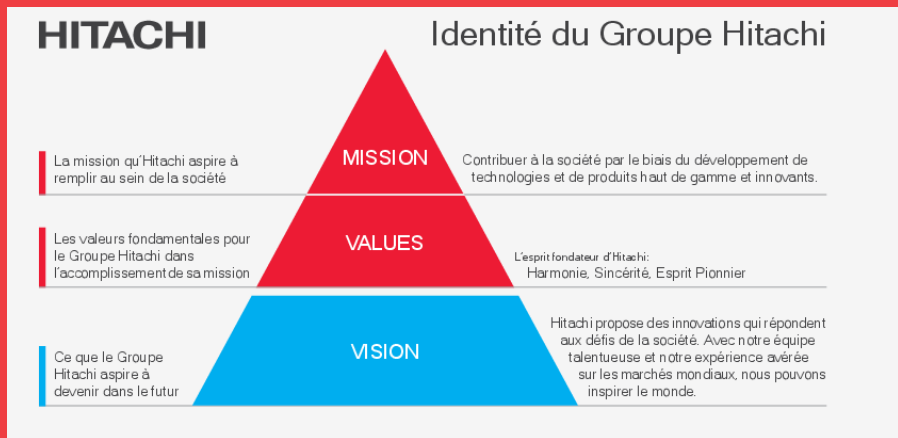 HITACHI
Identité du Groupe Hitachi
La mission qu'Hitachi aspire à
remplir au sein de la société
MISSION
Contribuer à la société par le biais du développement de
technologies et de produits haut de gamme et innovants.
Les valeurs fondamentales pour
le Groupe Hitachi dans
l'accomplissement de sa mission
VALUES
L'esprit fondateur d'Hitachi:
Harmonie, Sincérité, Esprit Pionnier
Ce que le Groupe
Hitachi aspire à
devenir dans le futur
VISION
Hitachi propose des innovations qui répondent
aux défis de la société. Avec notre équipe
talentueuse et notre expérience avérée
sur les marchés mondiaux, nous pouvons
inspirer le monde.